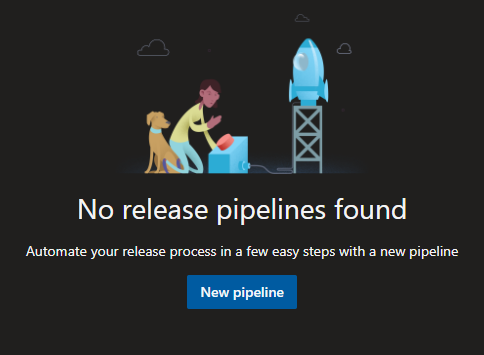 No release pipelines found
Automate your release process in a few easy steps with a new pipeline
New pipeline